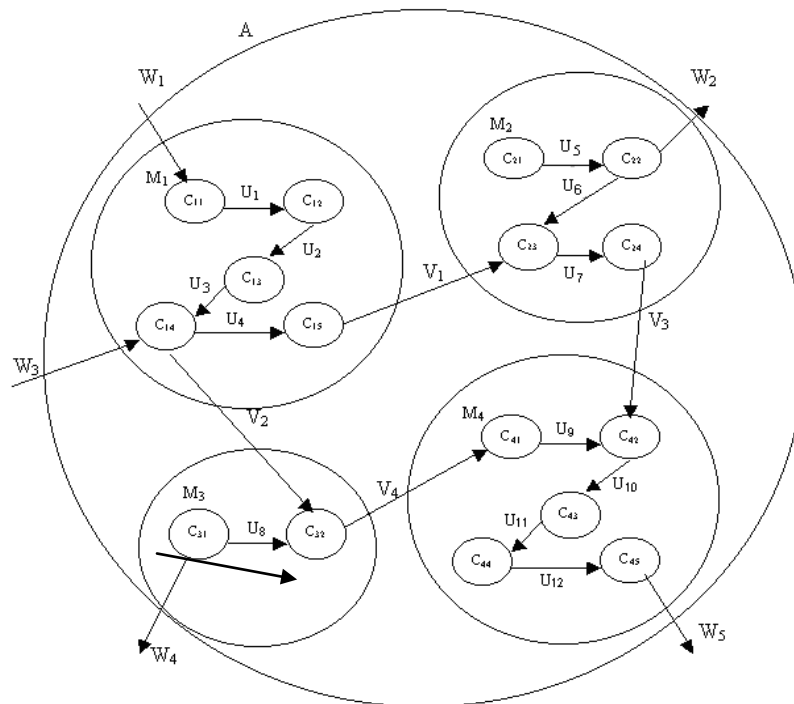 A
W₁
W₂
M₁
C₁₁
U₁
C₁₂
U₂
C₁₃
U₃
C₁₄
U₄
C₁₅
W₃
V₁
V₂
M₂
C₂₁
U₅
C₂₂
U₆
C₂₃
U₇
C₂₄
V₃
M₃
C₃₁
U₈
C₃₂
W₄
V₄
M₄
C₄₁
U₉
C₄₂
U₁₀
C₄₃
U₁₁
C₄₄
U₁₂
C₄₅
W₅